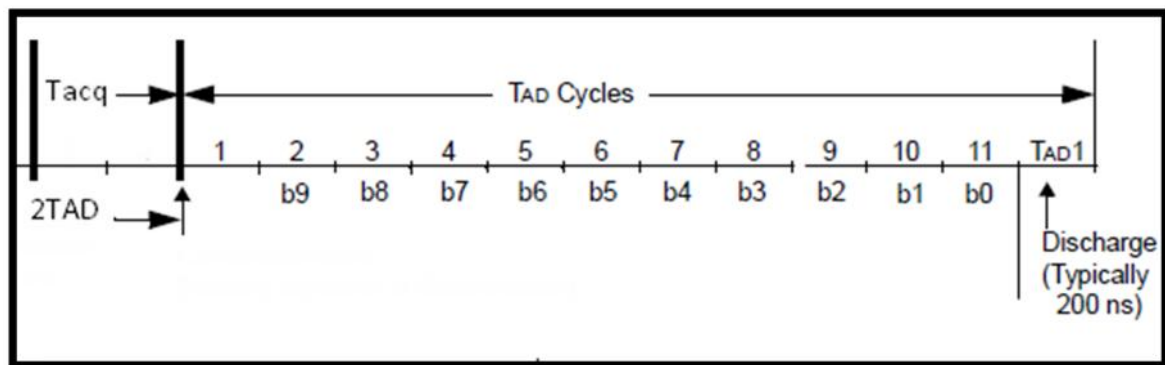 Tacq
TAD Cycles
1 2 3 4 5 6 7 8 9 10 11 TAD1
b9 b8 b7 b6 b5 b4 b3 b2 b1 b0
2TAD
Discharge
(Typically
200 ns)